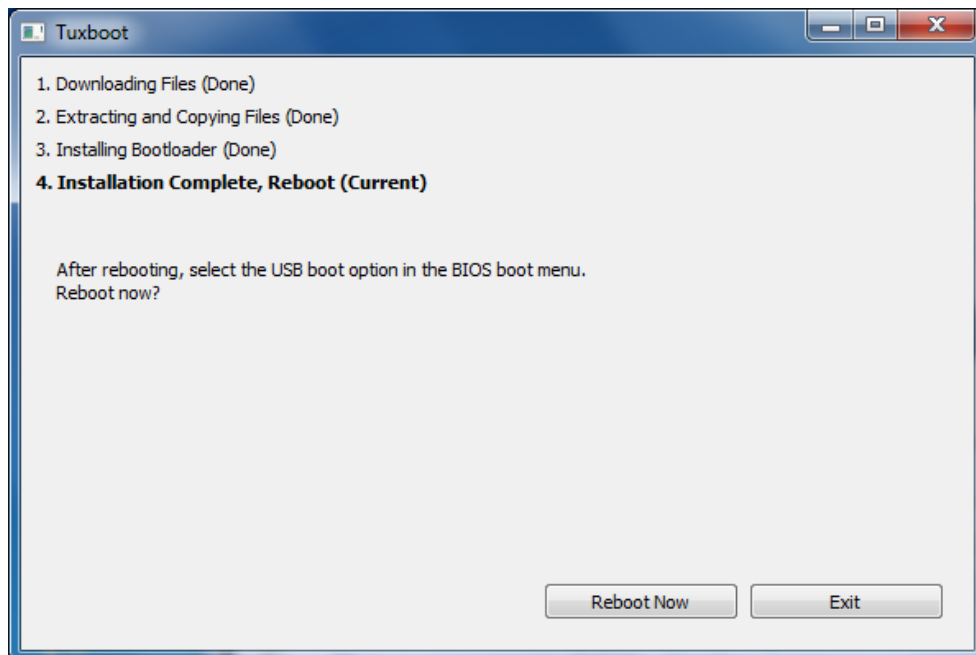 Tuxboot
1. Downloading Files (Done)
2. Extracting and Copying Files (Done)
3. Installing Bootloader (Done)
4. Installation Complete, Reboot (Current)
After rebooting, select the USB boot option in the BIOS boot menu.
Reboot now?
Reboot Now
Exit